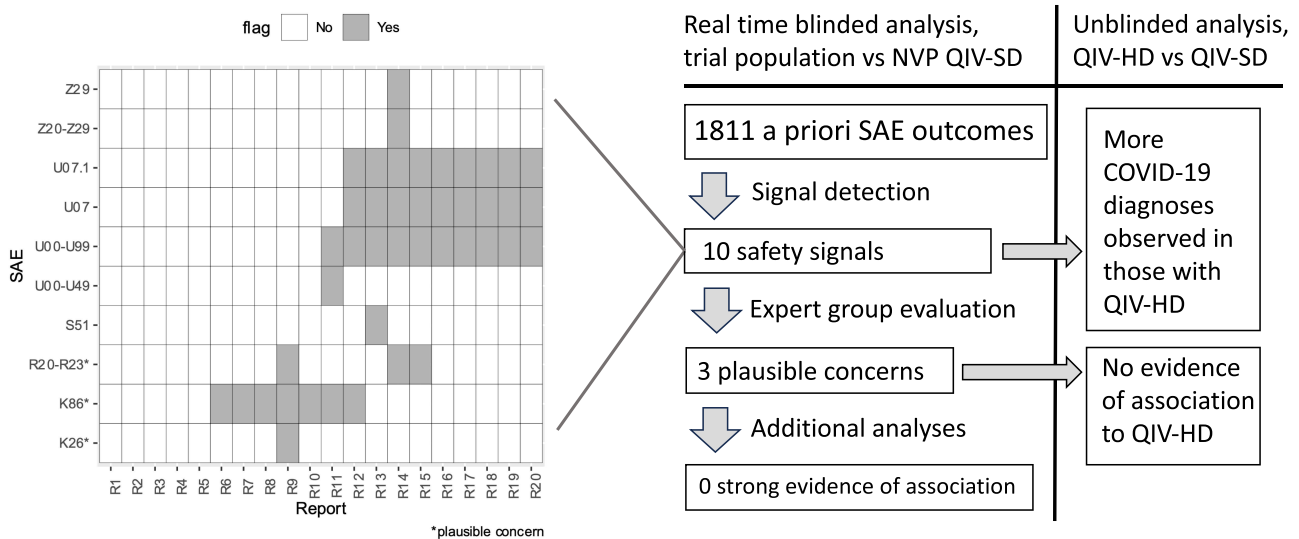 flag No Yes
SAE
Z29
Z20-Z29
U07.1
U07
U00-U99
U00-U49
S51
R20-R23*
K86*
K26*
R1 R2 R3 R4 R5 R6 R7 R8 R9 R10 R11 R12 R13 R14 R15 R16 R17 R18 R19 R20
Report
*plausible concern
Real time blinded analysis,
trial population vs NVP QIV-SD
1811 a priori SAE outcomes
Signal detection
10 safety signals
Expert group evaluation
3 plausible concerns
Additional analyses
0 strong evidence of association
Unblinded analysis,
QIV-HD vs QIV-SD
More
COVID-19
diagnoses
observed in
those with
QIV-HD
No evidence
of association
to QIV-HD